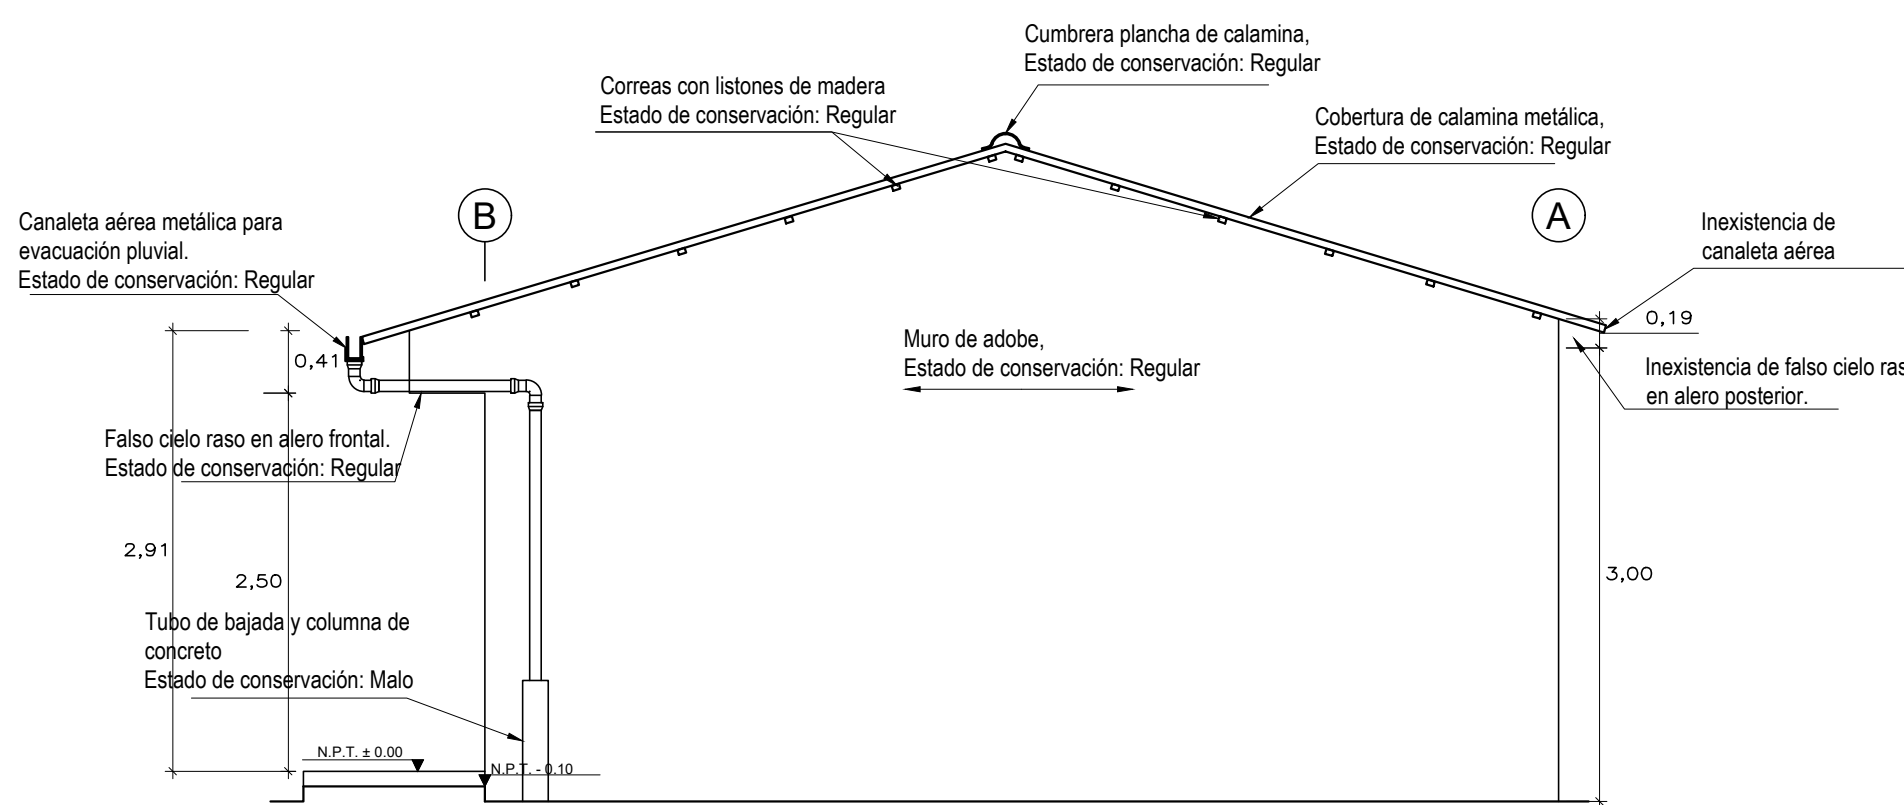 Cumbrera plancha de calamina,
Estado de conservación: Regular
Correas con listones de madera
Estado de conservación: Regular
Cobertura de calamina metálica,
Estado de conservación: Regular
B
A
Canaleta aérea metálica para
evacuación pluvial.
Estado de conservación: Regular
Inexistencia de
canaleta aérea
0,19
0,41
Muro de adobe,
Estado de conservación: Regular
Inexistencia de falso cielo ras
en alero posterior.
Falso cielo raso en alero frontal.
Estado de conservación: Regular
2,91
2,50
3,00
Tubo de bajada y columna de
concreto
Estado de conservación: Malo
N.P.T. ± 0.00
N.P.T. - 0.10